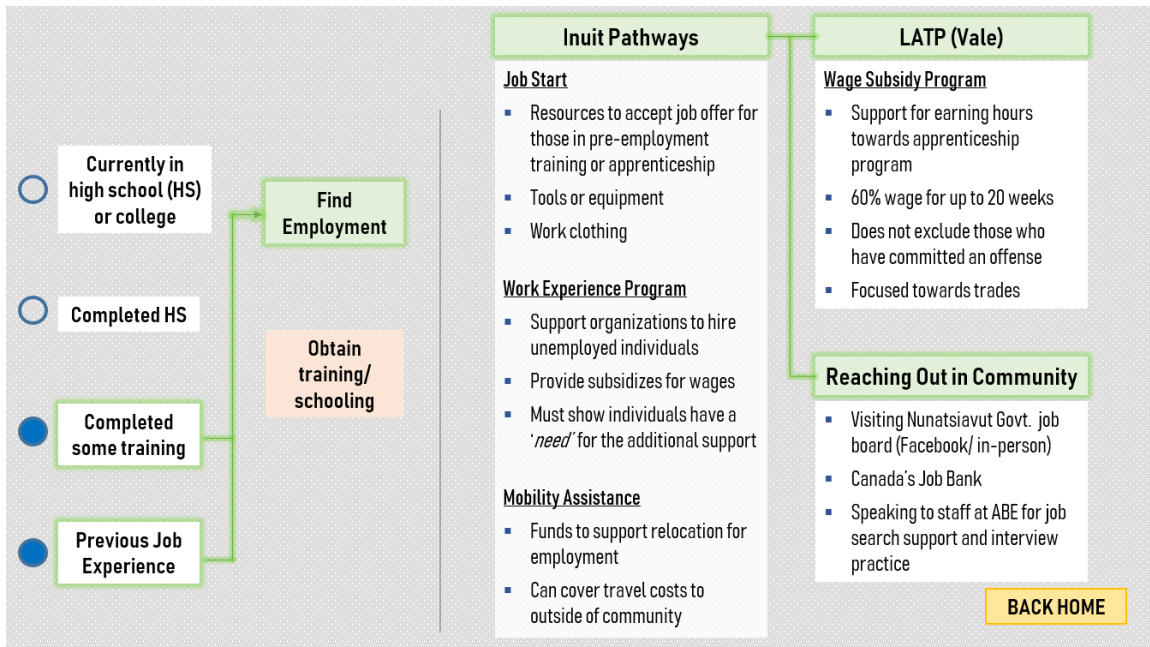 Currently in
high school (HS)
or college
Completed HS
Completed
some training
Previous Job
Experience
Find
Employment
Obtain
training/
schooling
Inuit Pathways
Job Start
▪ Resources to accept job offer for
those in pre-employment
training or apprenticeship
▪ Tools or equipment
▪ Work clothing
Work Experience Program
▪ Support organizations to hire
unemployed individuals
▪ Provide subsidizes for wages
▪ Must show individuals have a
‘need’ for the additional support
Mobility Assistance
▪ Funds to support relocation for
employment
▪ Can cover travel costs to
outside of community
LATP (Vale)
Wage Subsidy Program
▪ Support for earning hours
towards apprenticeship
program
▪ 60% wage for up to 20 weeks
▪ Does not exclude those who
have committed an offense
▪ Focused towards trades
Reaching Out in Community
▪ Visiting Nunatsiavut Govt. job
board (Facebook/ in-person)
▪ Canada’s Job Bank
▪ Speaking to staff at ABE for job
search support and interview
practice
BACK HOME